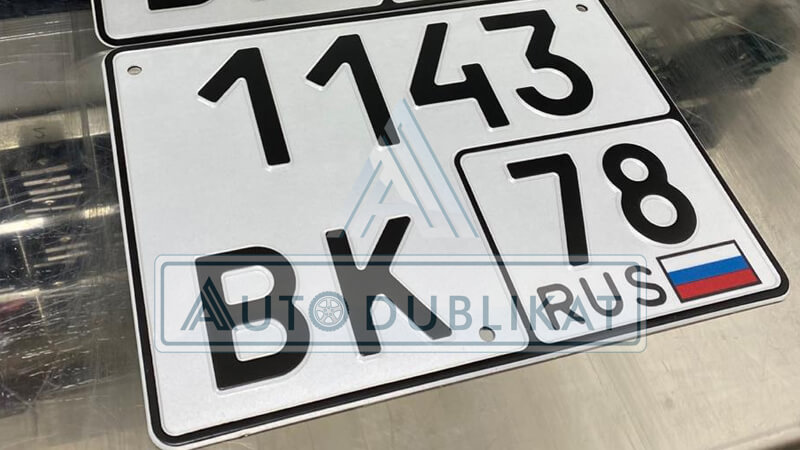 1143
ВК
78
RUS
AUTODUBLIKAT